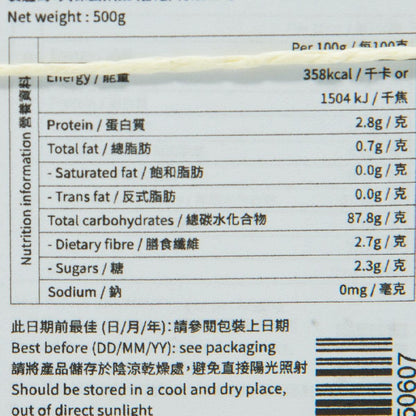 Net weight : 500g
Per 100g / 每100克
Energy / 能量 358kcal / 千卡 or
1504 kJ / 千焦
Protein / 蛋白質 2.8g / 克
Total fat / 總脂肪 0.7g / 克
- Saturated fat / 飽和脂肪 0.0g / 克
- Trans fat / 反式脂肪 0.0g / 克
Total carbohydrates / 總碳水化合物 87.8g / 克
- Dietary fibre / 膳食纖維 2.7g / 克
- Sugars / 糖 2.3g / 克
Sodium / 鈉 0mg / 毫克
Nutrition information 營養資料
此日期前最佳 (日/月/年)：請參閱包裝上日期
Best before (DD/MM/YY): see packaging
請將產品儲存於陰涼乾燥處，避免直接陽光照射
Should be stored in a cool and dry place,
out of direct sunlight
50607